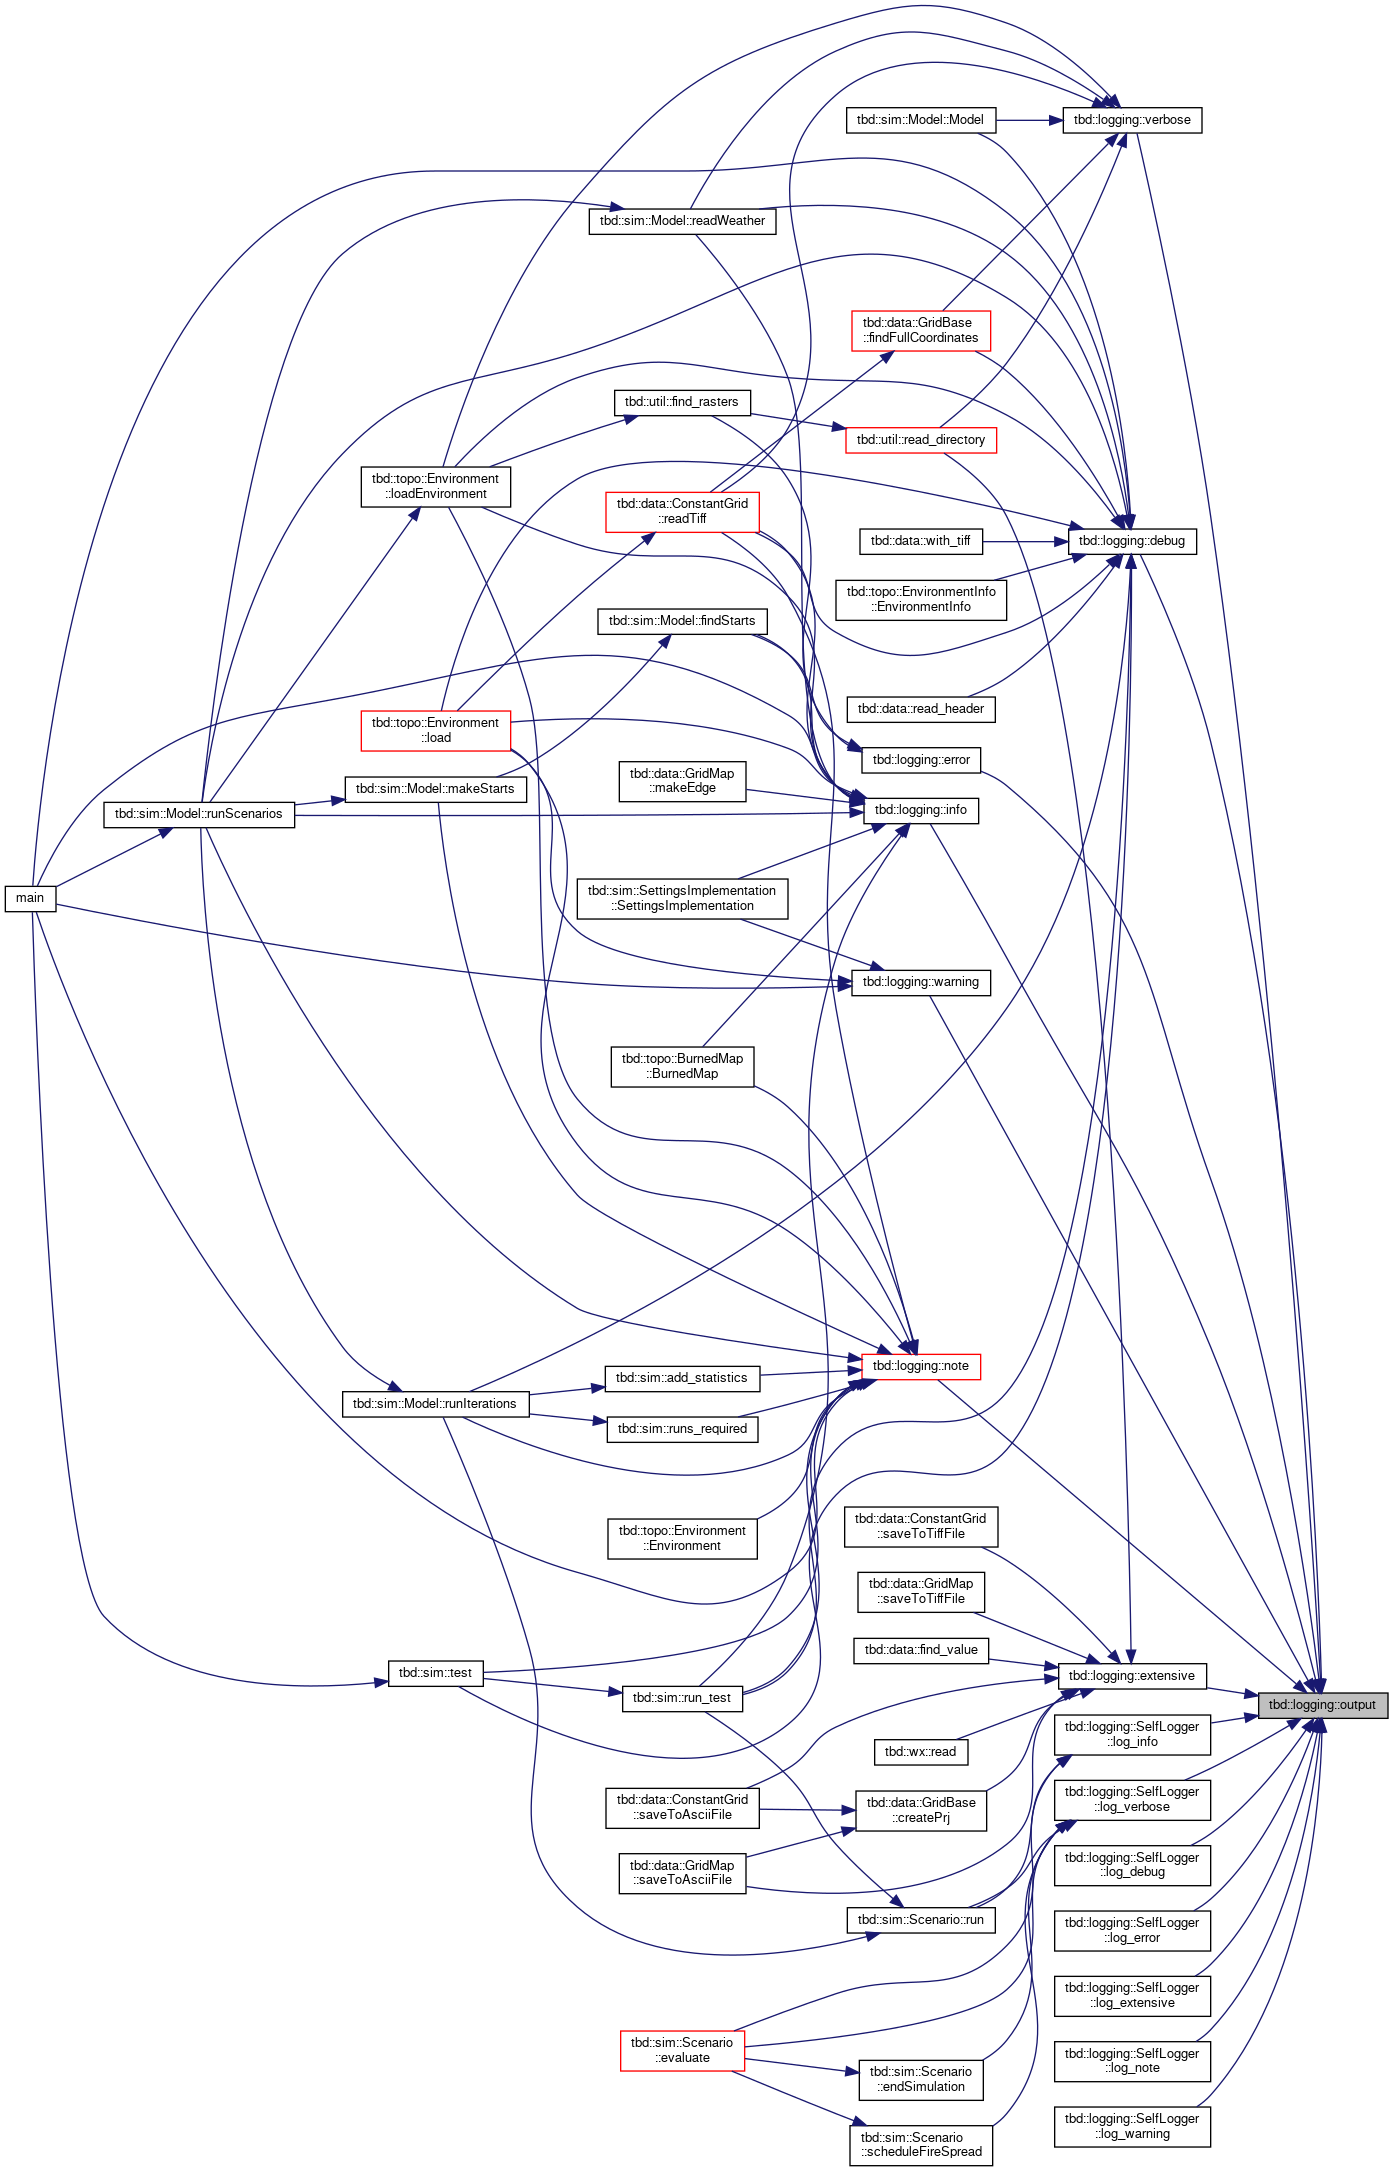 tbd::logging::verbose
tbd::sim::Model::Model
tbd::sim::Model::readWeather
tbd::data::GridBase
::findFullCoordinates
tbd::util::find_rasters
tbd::util::read_directory
tbd::topo::Environment
::loadEnvironment
tbd::data::ConstantGrid
::readTiff
tbd::data::with_tiff
tbd::logging::debug
tbd::topo::EnvironmentInfo
::EnvironmentInfo
tbd::sim::Model::findStarts
tbd::data::read_header
tbd::topo::Environment
::load
tbd::logging::error
tbd::data::GridMap
::makeEdge
tbd::sim::Model::makeStarts
tbd::sim::Model::runScenarios
tbd::logging::info
main
tbd::sim::SettingsImplementation
::SettingsImplementation
tbd::logging::warning
tbd::topo::BurnedMap
::BurnedMap
tbd::logging::note
tbd::sim::add_statistics
tbd::sim::Model::runIterations
tbd::sim::runs_required
tbd::topo::Environment
::Environment
tbd::data::ConstantGrid
::saveToTiffFile
tbd::data::GridMap
::saveToTiffFile
tbd::data::find_value
tbd::sim::test
tbd::logging::extensive
tbd::sim::run_test
tbd::logging::output
tbd::logging::SelfLogger
::log_info
tbd::wx::read
tbd::logging::SelfLogger
::log_verbose
tbd::data::ConstantGrid
::saveToAsciiFile
tbd::data::GridBase
::createPrj
tbd::logging::SelfLogger
::log_debug
tbd::data::GridMap
::saveToAsciiFile
tbd::sim::Scenario::run
tbd::logging::SelfLogger
::log_error
tbd::logging::SelfLogger
::log_extensive
tbd::sim::Scenario
::evaluate
tbd::logging::SelfLogger
::log_note
tbd::sim::Scenario
::endSimulation
tbd::logging::SelfLogger
::log_warning
tbd::sim::Scenario
::scheduleFireSpread